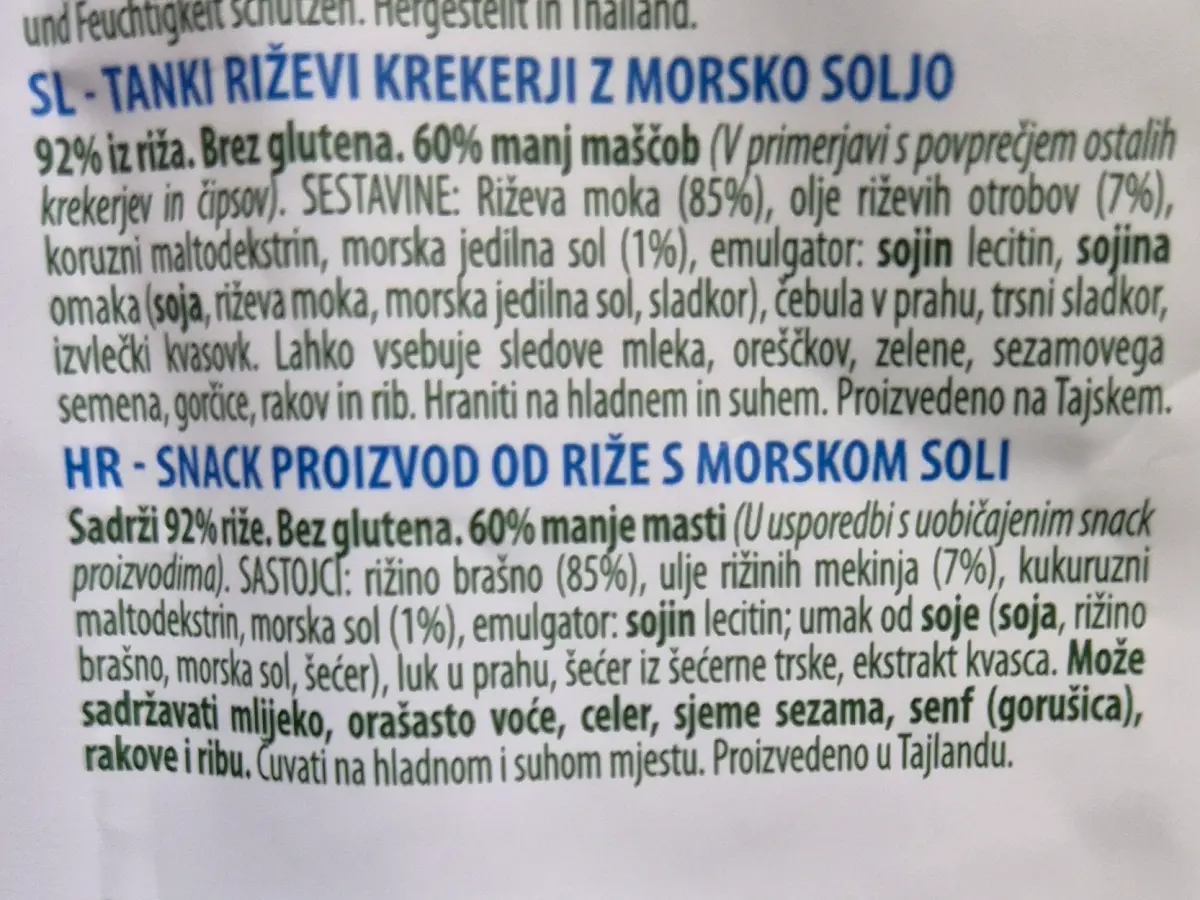 und Feuchtigkeit schützen. Hergestellt in Thailand.
SL - TANKI RIŽEVI KREKERJI Z MORSKO SOLJO
92% iz riža. Brez glutena. 60% manj maščob (V primerjavi s povprečjem ostalih
krekerjev in čipsov). SESTAVINE: Riževa moka (85%), olje riževih otrobov (7%),
koruzni maltodekstrin, morska jedilna sol (1%), emulgator: sojin lecitin, sojina
omaka (soja, riževa moka, morska jedilna sol, sladkor), čebula v prahu, trsni sladkor,
izvlečki kvasovk. Lahko vsebuje sledove mleka, oreščkov, zelene, sezamovega
semena, gorčice, rakov in rib. Hraniti na hladnem in suhem. Proizvedeno na Tajskem.
HR - SNACK PROIZVOD OD RIŽE S MORSKOM SOLI
Sadrži 92% riže. Bez glutena. 60% manje masti (U usporedbi s uobičajenim snack
proizvodima). SASTOJCI: rižino brašno (85%), ulje rižinih mekinja (7%), kukuruzni
maltodekstrin, morska sol (1%), emulgator: sojin lecitin; umak od soje (soja, rižino
brašno, morska sol, šećer), luk u prahu, šećer iz šećerne trske, ekstrakt kvasca. Može
sadržavati mlijeko, orašasto voće, celer, sjeme sezama, senf (gorušica),
rakove i ribu. Čuvati na hladnom i suhom mjestu. Proizvedeno u Tajlandu.